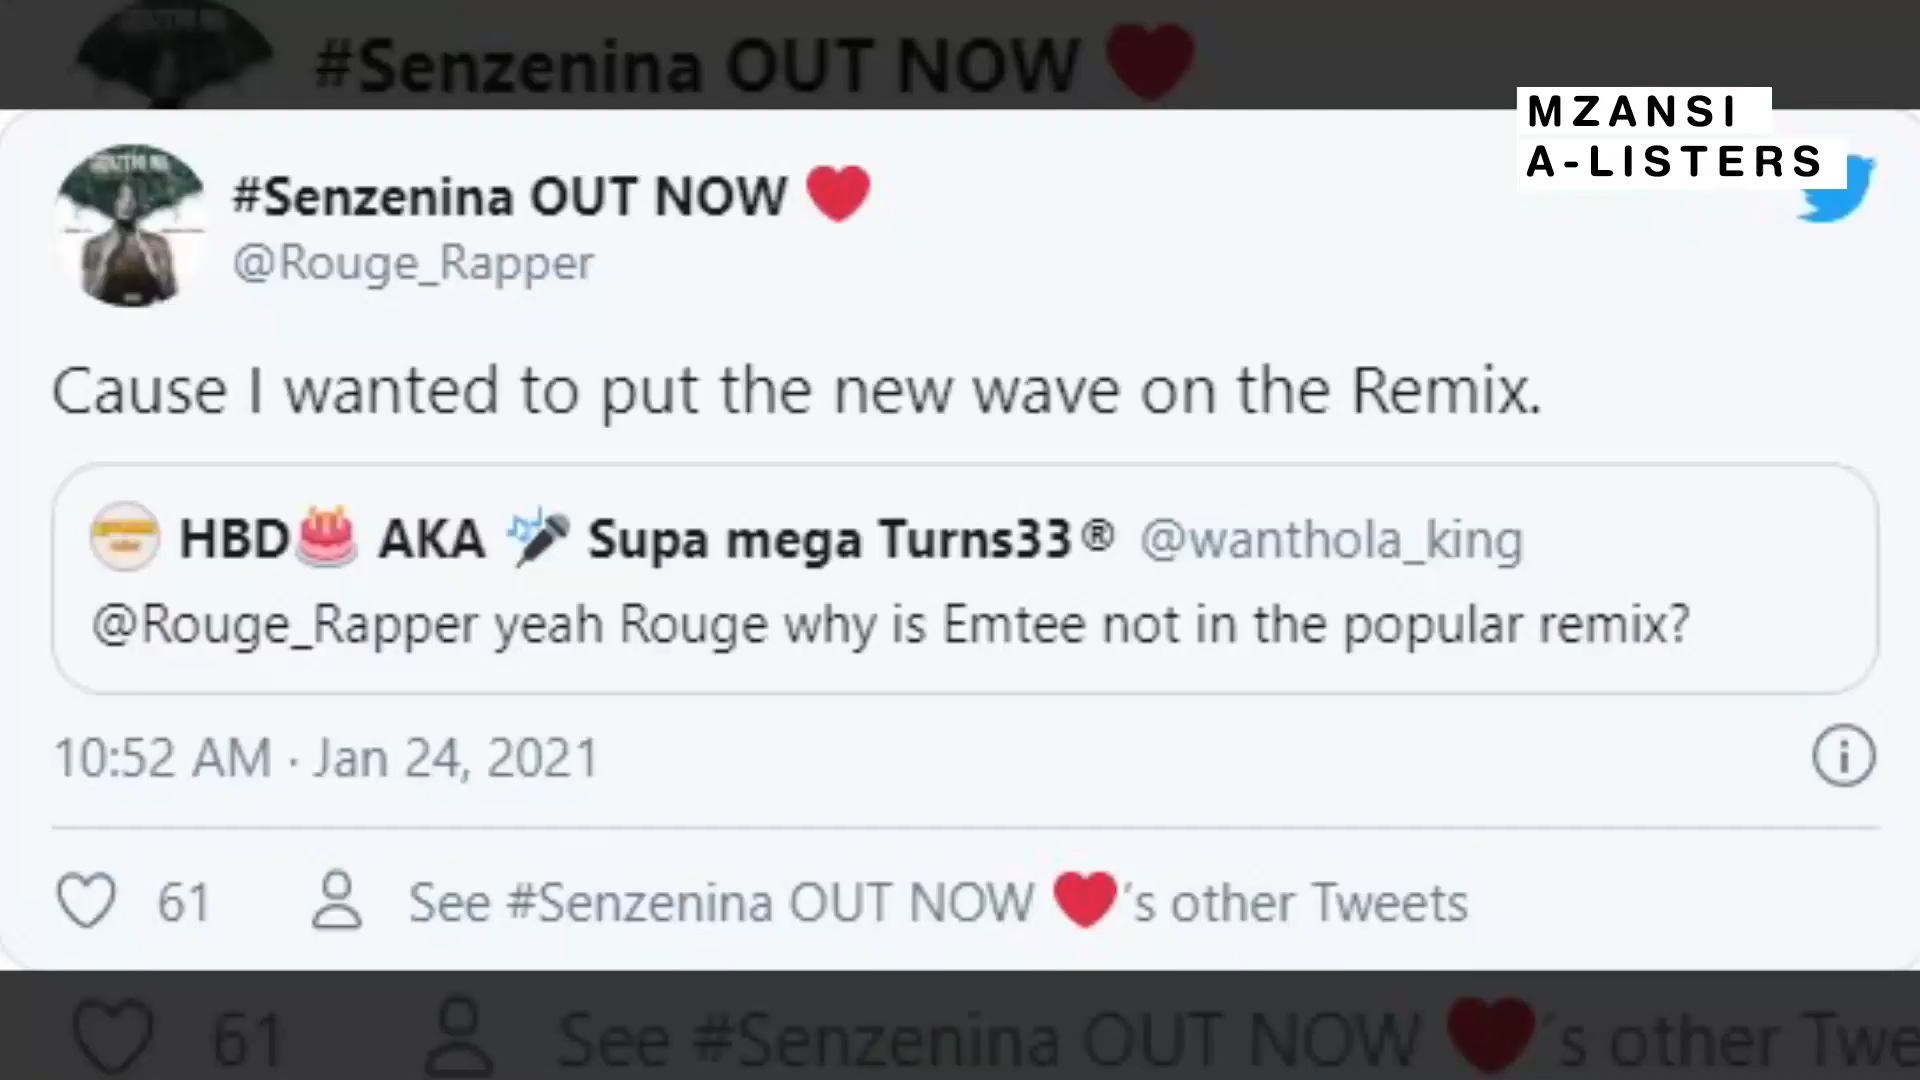 #Senzenina OUT NOW ❤️
MZANSI
A-LISTERS
#Senzenina OUT NOW ❤️
@Rouge_Rapper
Cause I wanted to put the new wave on the Remix.
HBD🎂 AKA 🎤 Supa mega Turns33® @wanthola_king
@Rouge_Rapper yeah Rouge why is Emtee not in the popular remix?
10:52 AM · Jan 24, 2021
61 See #Senzenina OUT NOW ❤️'s other Tweets
61 See #Senzenina OUT NOW ❤️'s other Twe